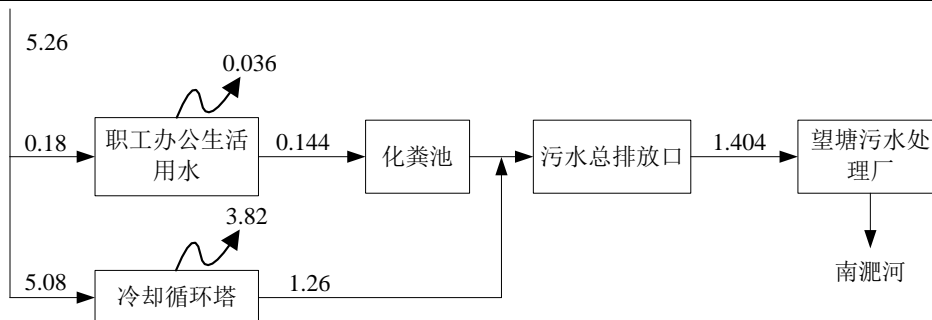 5.26
0.036
0.18
职工办公生活
用水
0.144
化粪池
污水总排放口
1.404
望塘污水处
理厂
3.82
南淝河
5.08
冷却循环塔
1.26